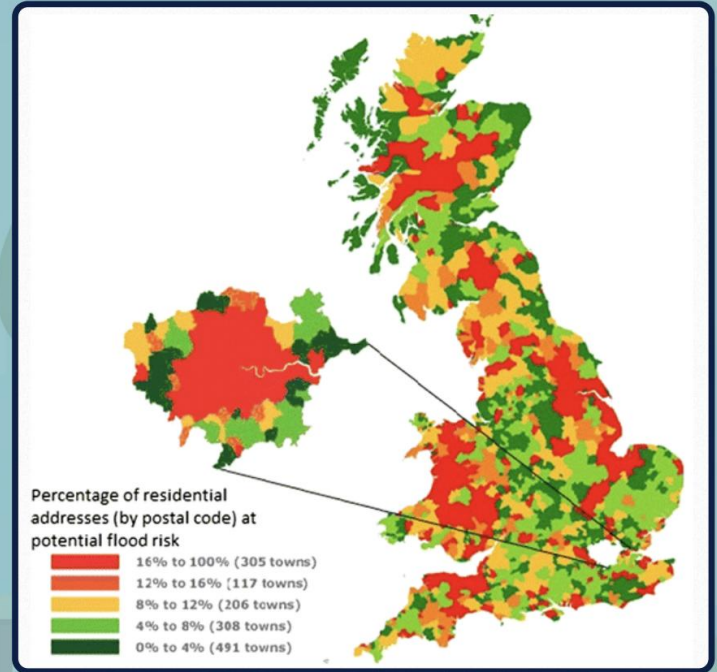 Percentage of residential
addresses (by postal code) at
potential flood risk
16% to 100% (305 towns)
12% to 16% (117 towns)
8% to 12% (206 towns)
4% to 8% (308 towns)
0% to 4% (491 towns)